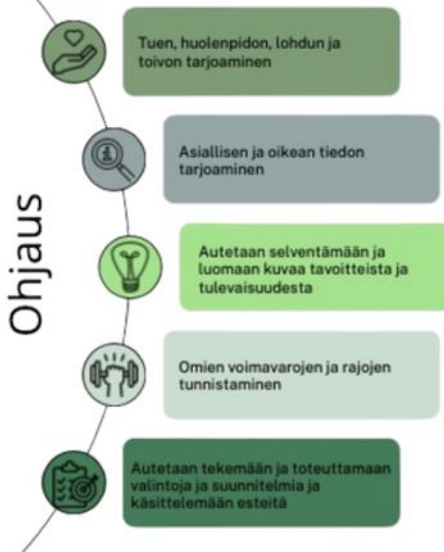 Ohjaus
Tuen, huolenpidon, lohdun ja
toivon tarjoaminen
Asiallisen ja oikean tiedon
tarjoaminen
Autetaan selventämään ja
luomaan kuvaa tavoitteista ja
tulevaisuudesta
Omien voimavarojen ja rajojen
tunnistaminen
Autetaan tekemään ja toteuttamaan
valintoja ja suunnitelmia ja
käsittelemään esteitä